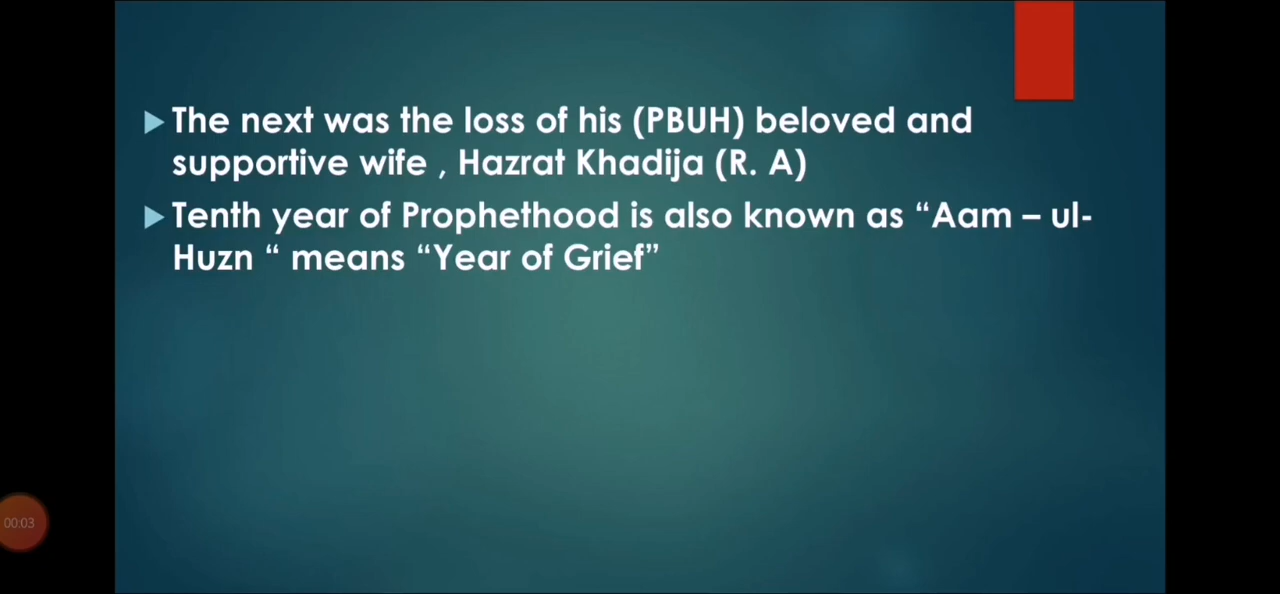 The next was the loss of his (PBUH) beloved and
supportive wife , Hazrat Khadija (R. A)
Tenth year of Prophethood is also known as “Aam – ul-
Huzn “ means “Year of Grief”
00:03